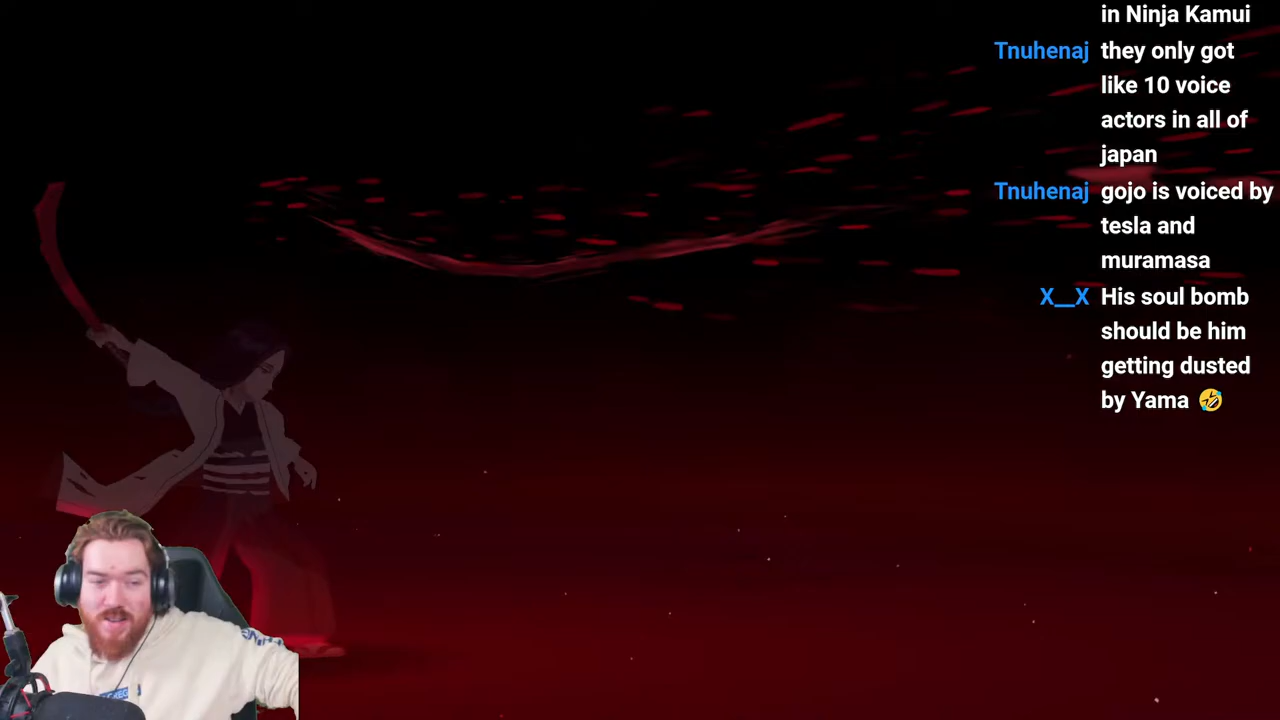 in Ninja Kamui
Tnuhenaj they only got
like 10 voice
actors in all of
japan
Tnuhenaj gojo is voiced by
tesla and
muramasa
X__X His soul bomb
should be him
getting dusted
by Yama 🤣